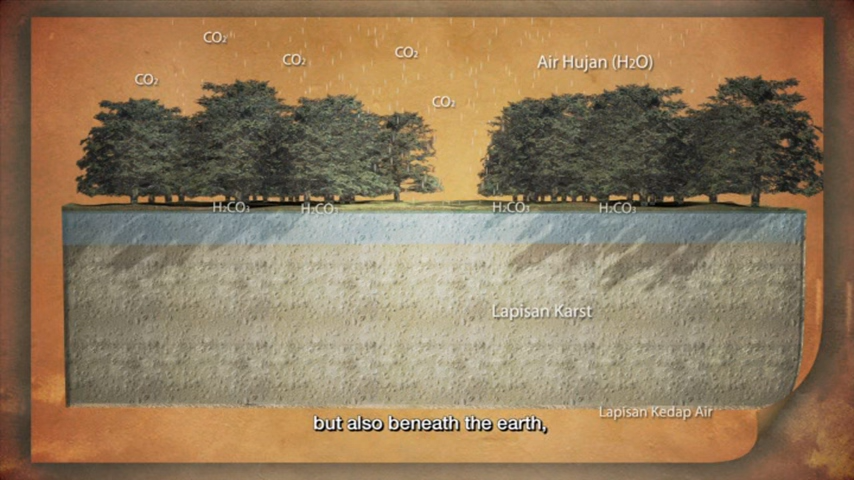 CO₂
CO₂
CO₂
CO₂
CO₂
Air Hujan (H₂O)
H₂CO₃
H₂CO₃
H₂CO₃
H₂CO₃
Lapisan Karst
Lapisan Kedap Air
but also beneath the earth,